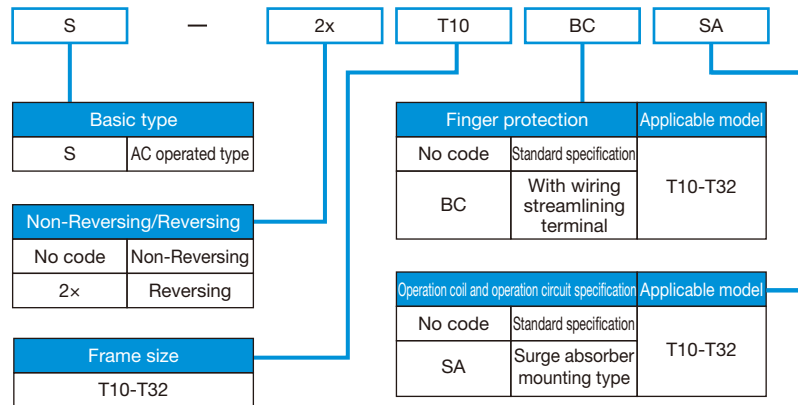 S — 2x T10 BC SA
Basic type
S AC operated type
Non-Reversing/Reversing
No code Non-Reversing
2× Reversing
Frame size
T10-T32
Finger protection Applicable model
No code Standard specification
BC With wiring
streamlining
terminal
T10-T32
Operation coil and operation circuit specification Applicable model
No code Standard specification
SA Surge absorber
mounting type
T10-T32